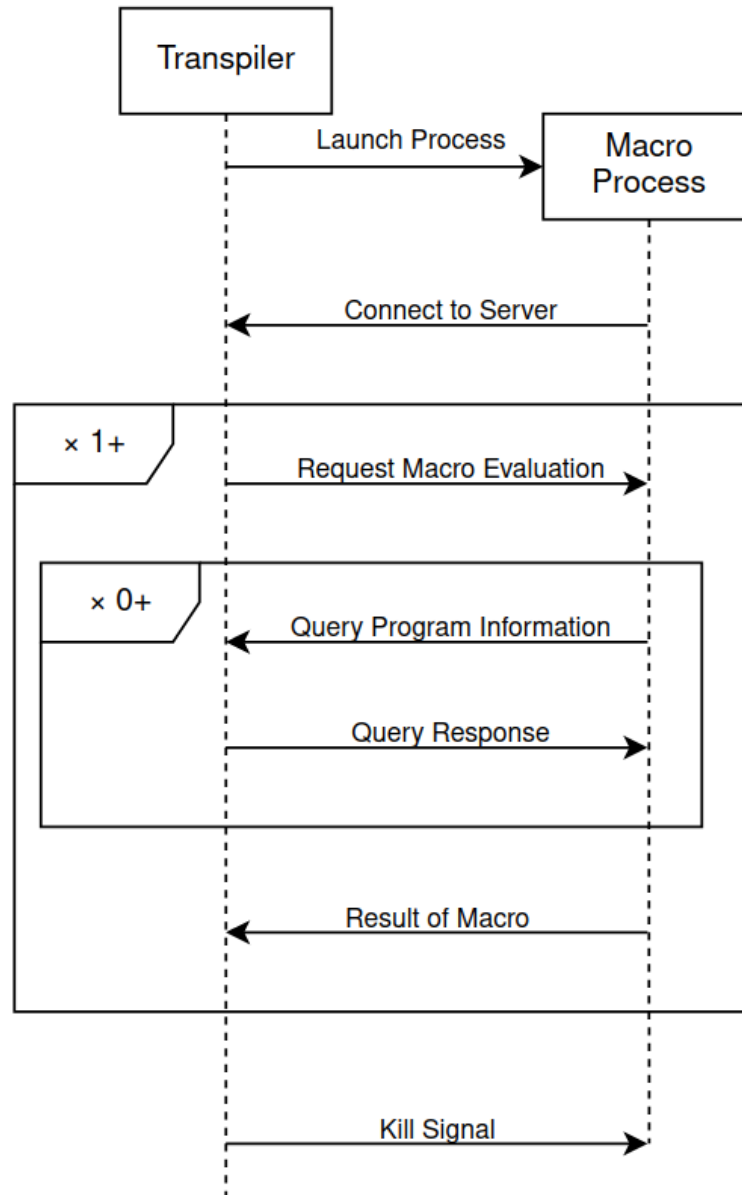 Transpiler
Launch Process
Macro
Process
Connect to Server
× 1+
Request Macro Evaluation
× 0+
Query Program Information
Query Response
Result of Macro
Kill Signal